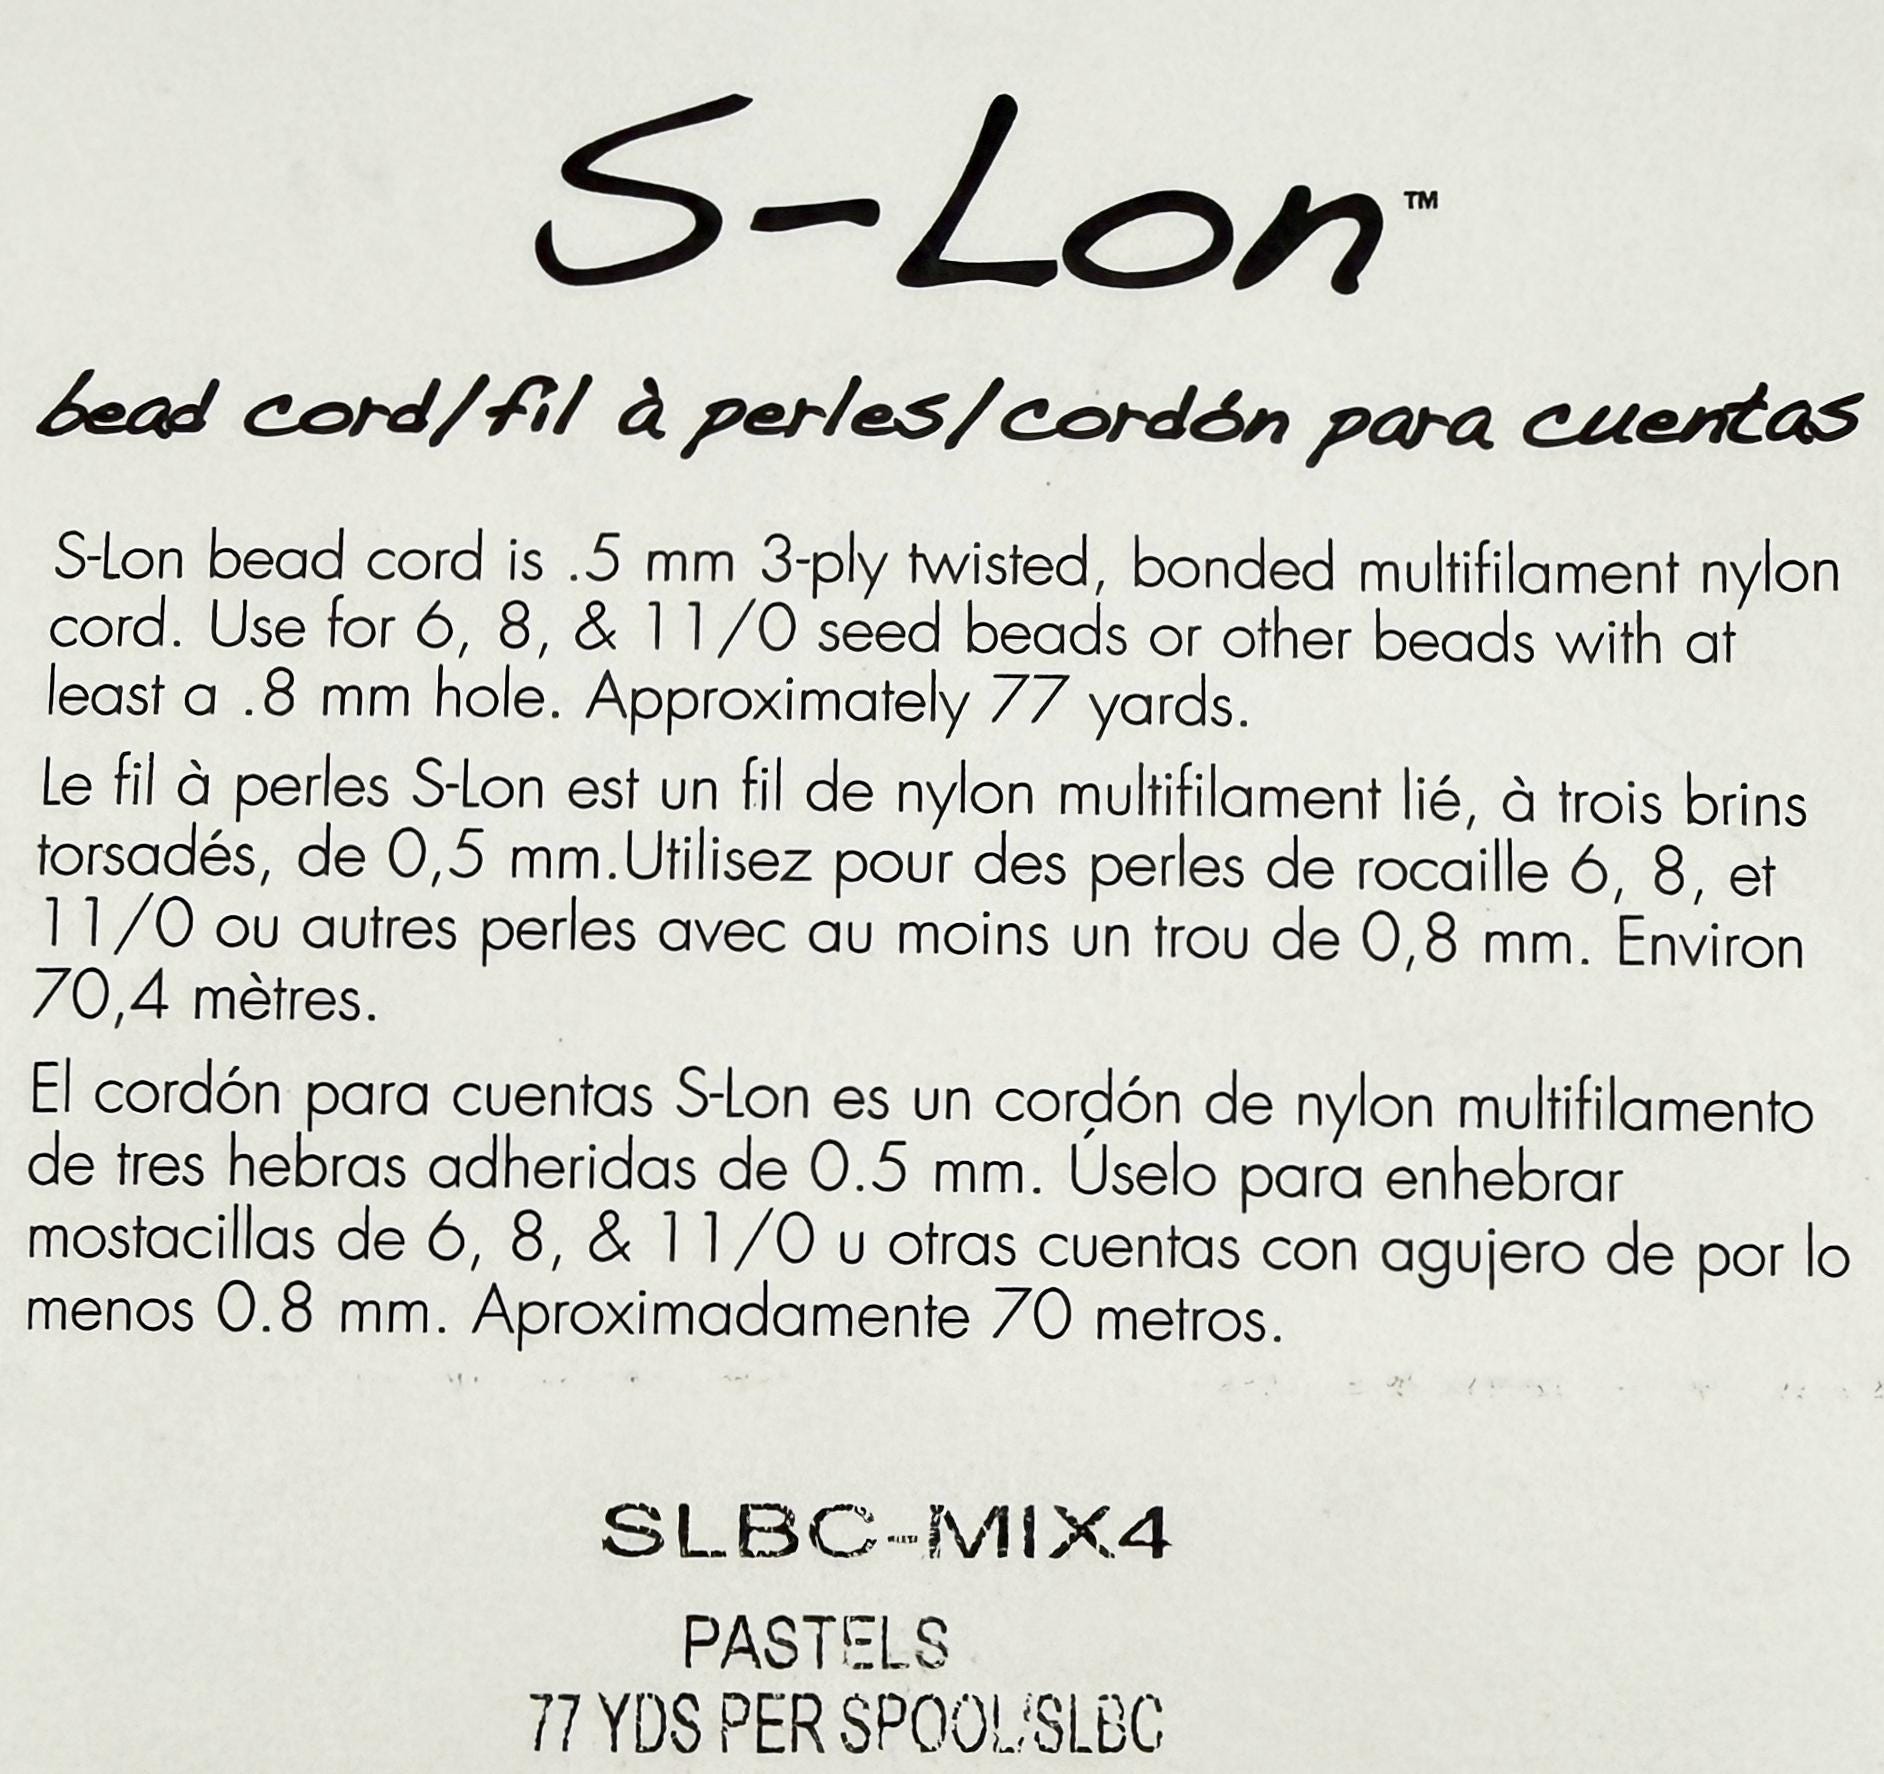 S-Lon™
bead cord/fil à perles/cordón para cuentas
S-Lon bead cord is .5 mm 3-ply twisted, bonded multifilament nylon
cord. Use for 6, 8, & 11/0 seed beads or other beads with at
least a .8 mm hole. Approximately 77 yards.
Le fil à perles S-Lon est un fil de nylon multifilament lié, à trois brins
torsadés, de 0,5 mm.Utilisez pour des perles de rocaille 6, 8, et
11/0 ou autres perles avec au moins un trou de 0,8 mm. Environ
70,4 mètres.
El cordón para cuentas S-Lon es un cordón de nylon multifilamento
de tres hebras adheridas de 0.5 mm. Úselo para enhebrar
mostacillas de 6, 8, & 11/0 u otras cuentas con agujero de por lo
menos 0.8 mm. Aproximadamente 70 metros.
SLBC-MIX4
PASTELS
77 YDS PER SPOOL/SLBC